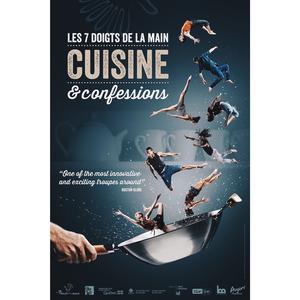 LES 7 DOIGTS DE LA MAIN
CUISINE
& confessions
"One of the most innovative
and exciting troupes around".
BOSTON GLOBE